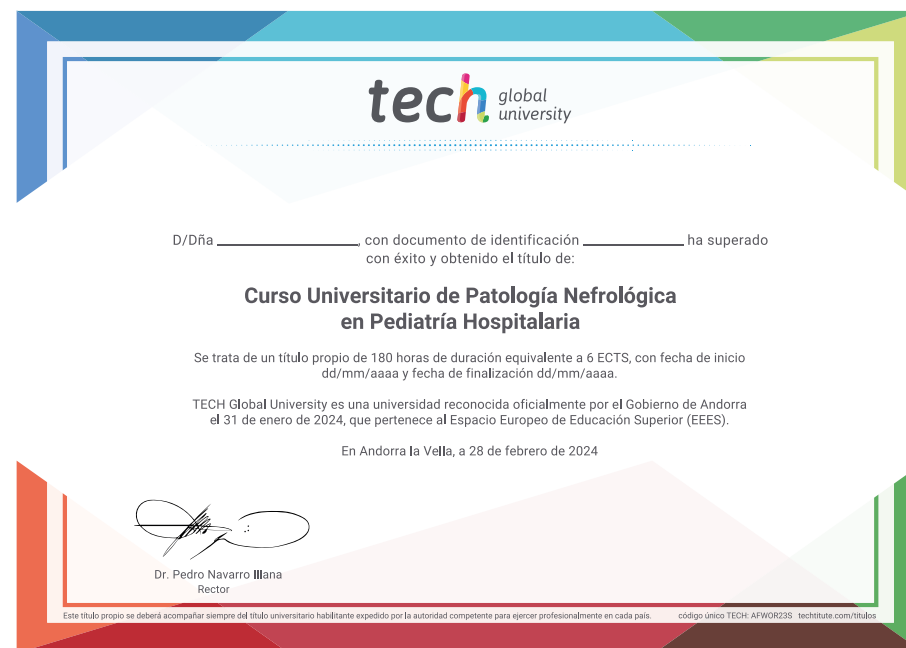 tech global university
D/Dña ____________________, con documento de identificación ______________ ha superado
con éxito y obtenido el título de:
Curso Universitario de Patología Nefrológica
en Pediatría Hospitalaria
Se trata de un título propio de 180 horas de duración equivalente a 6 ECTS, con fecha de inicio
dd/mm/aaaa y fecha de finalización dd/mm/aaaa.
TECH Global University es una universidad reconocida oficialmente por el Gobierno de Andorra
el 31 de enero de 2024, que pertenece al Espacio Europeo de Educación Superior (EEES).
En Andorra la Vella, a 28 de febrero de 2024
Dr. Pedro Navarro Illana
Rector
Este título propio se deberá acompañar siempre del título universitario habilitante expedido por la autoridad competente para ejercer profesionalmente en cada país. código único TECH: AFWOR23S techtitute.com/titulos